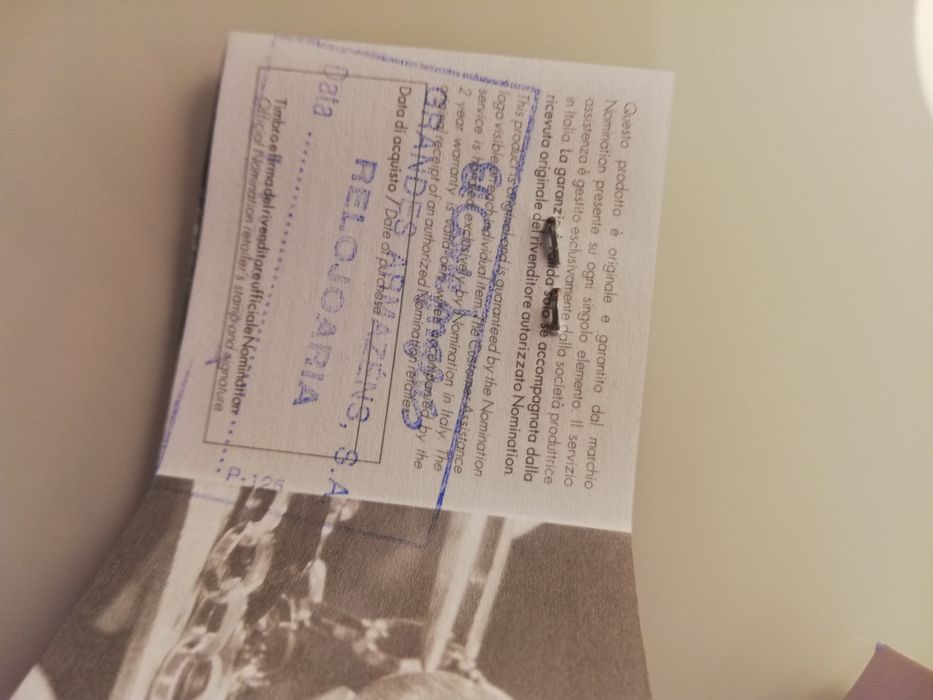 Questo prodotto è originale e garantito dal marchio
Nomination presente su ogni singolo elemento. Il servizio
assistenza è gestito esclusivamente dalla società produttrice
in Italia. La garanzia è valida solo se accompagnata dalla
ricevuta originale del rivenditore autorizzato Nomination.
This product is original and is guaranteed by the Nomination
logo visible on each individual item. The Customer Assistance
service is handled exclusively by Nomination in Italy. The
2 year warranty is valid only when accompanied by the
receipt of an authorized Nomination retailer.
Data di acquisto / Date of purchase
Timbro e firma del rivenditore ufficiale Nomination
Official Nomination retailer's stamp and signature
GRANDES ARMAZÉNS, S.A
RELOJOARIA
Data
P-125